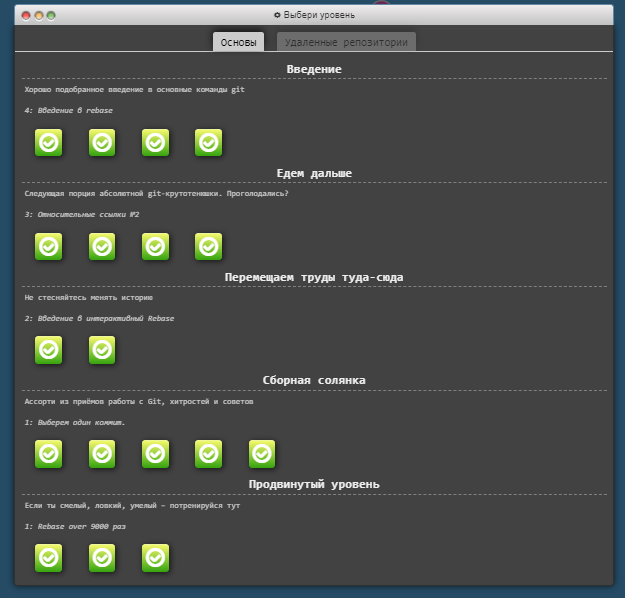 Выбери уровень
Основы
Удаленные репозитории
Введение
Хорошо подобранное введение в основные команды git
4: Введение в rebase
Едем дальше
Следующая порция абсолютной git-крутотенюшки. Проголодались?
3: Относительные ссылки №2
Перемещаем труды туда-сюда
Не стесняйтесь менять историю
2: Введение в интерактивный Rebase
Сборная солянка
Ассорти из приёмов работы с Git, хитростей и советов
1: Выберем один коммит.
Продвинутый уровень
Если ты смелый, ловкий, умелый – потренируйся тут
1: Rebase over 9000 раз